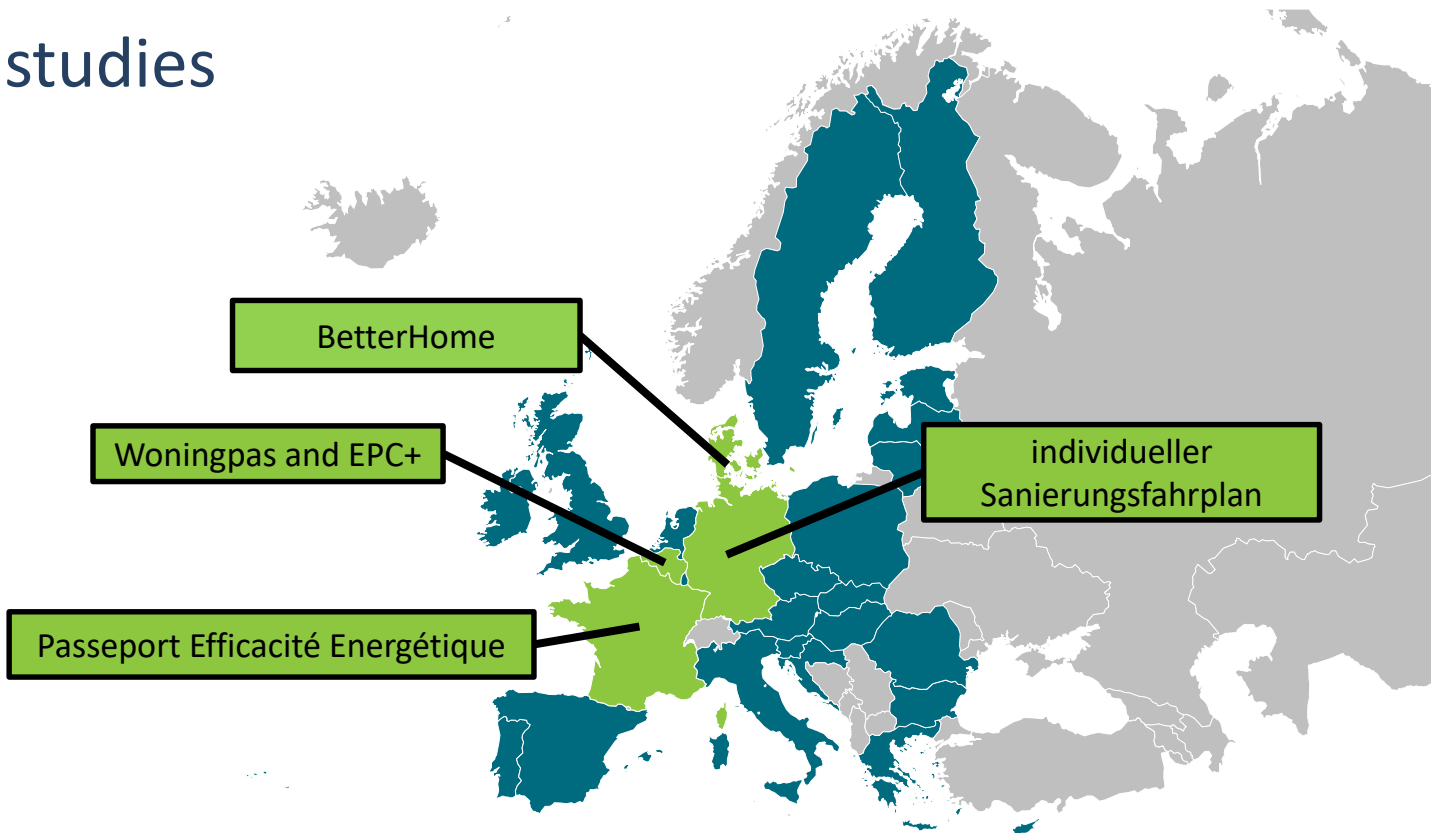 studies
BetterHome
Woningpas and EPC+
individueller
Sanierungsfahrplan
Passeport Efficacité Energétique